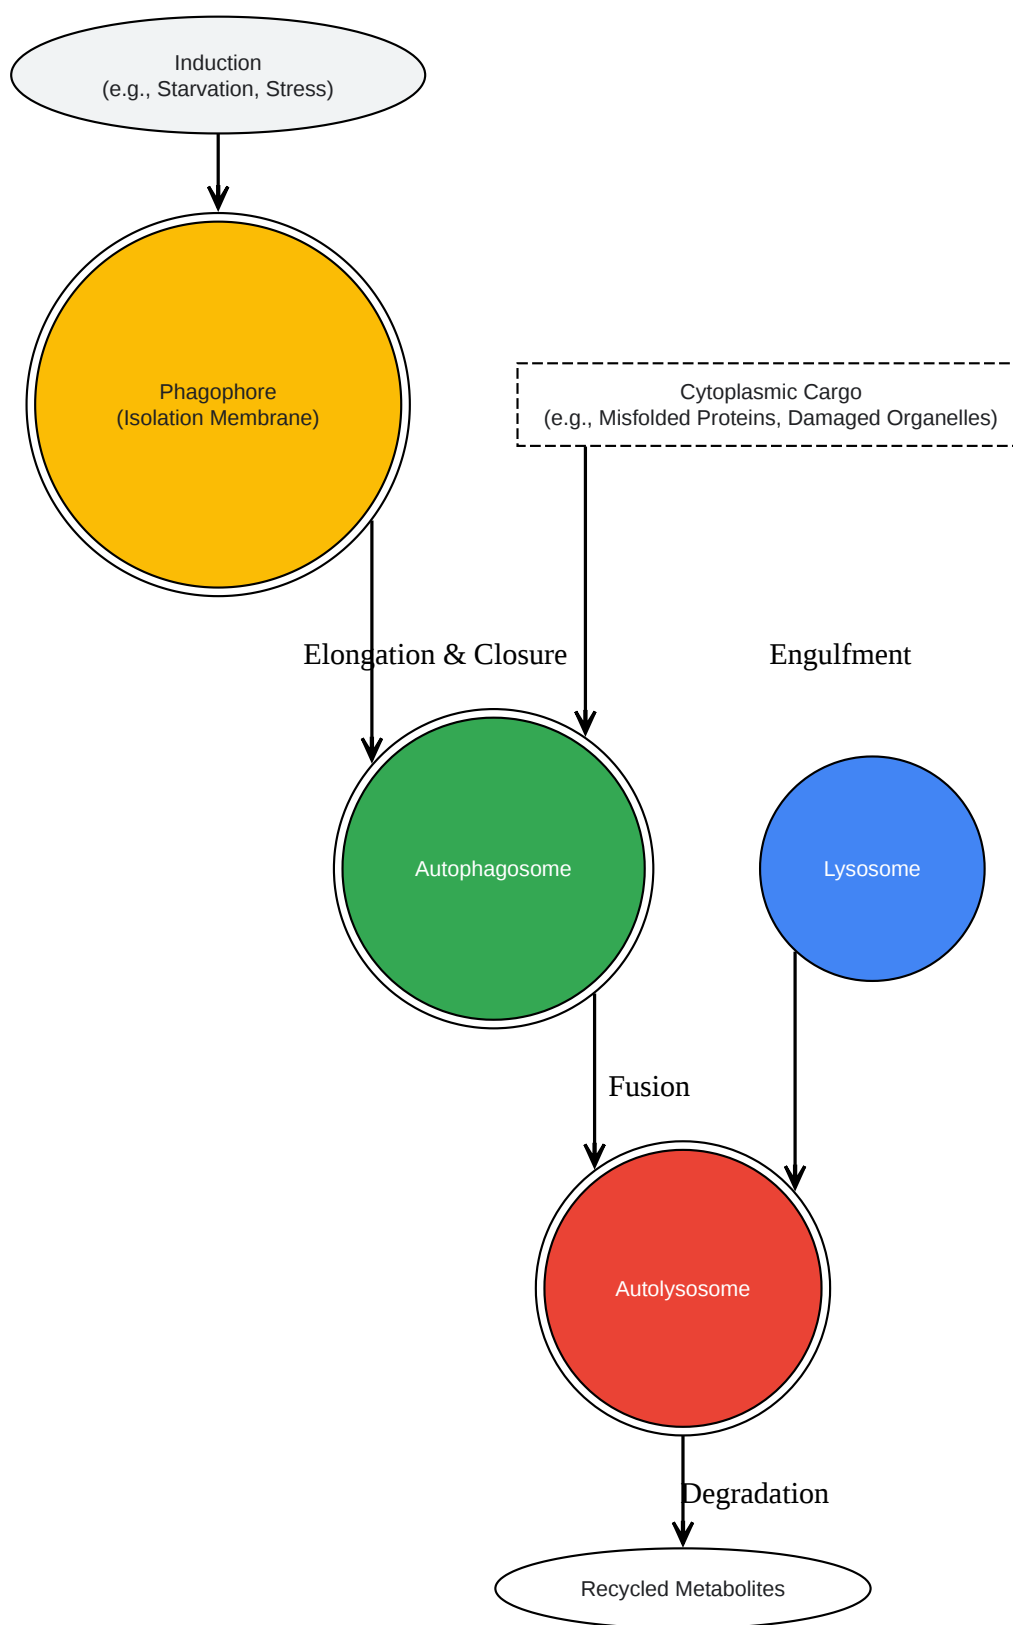 Induction
(e.g., Starvation, Stress)
Phagophore
(Isolation Membrane)
Cytoplasmic Cargo
(e.g., Misfolded Proteins, Damaged Organelles)
Elongation & Closure
Engulfment
Autophagosome
Lysosome
Fusion
Autolysosome
Degradation
Recycled Metabolites